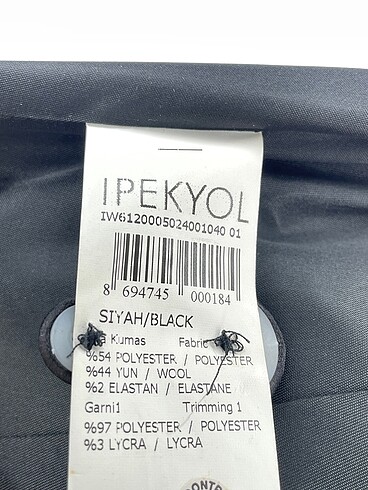 IPEKYOL
IW6120005024001040 01
8 694745 000184
SIYAH/BLACK
Kumas Fabric
%54 POLYESTER / POLYESTER
%44 YUN / WOOL
%2 ELASTAN / ELASTANE
Garni1 Trimming 1
%97 POLYESTER / POLYESTER
%3 LYCRA / LYCRA